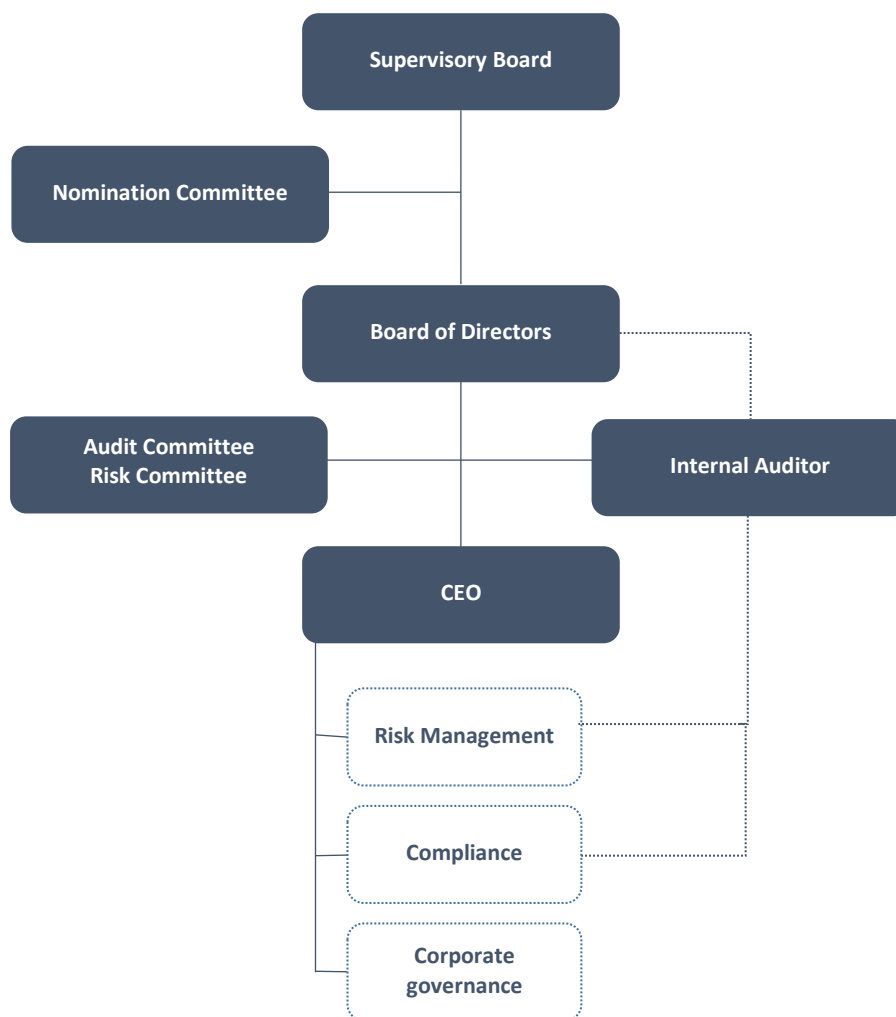 Supervisory Board
Nomination Committee
Board of Directors
Audit Committee
Risk Committee
Internal Auditor
CEO
Risk Management
Compliance
Corporate
governance